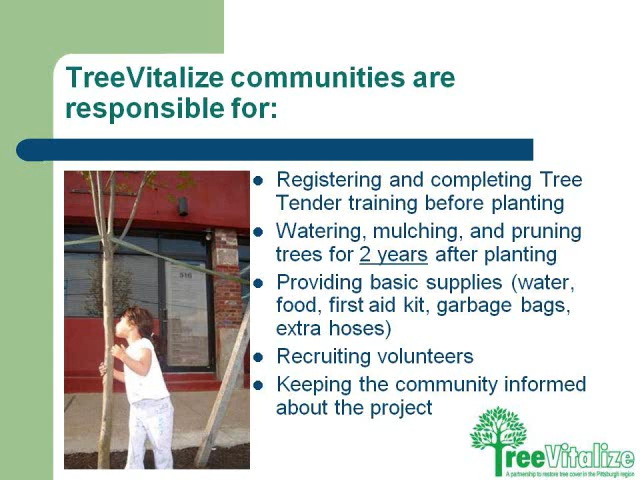 TreeVitalize communities are
responsible for:
Registering and completing Tree
Tender training before planting
Watering, mulching, and pruning
trees for 2 years after planting
Providing basic supplies (water,
food, first aid kit, garbage bags,
extra hoses)
Recruiting volunteers
Keeping the community informed
about the project
TreeVitalize
A partnership to restore tree cover in the Pittsburgh region